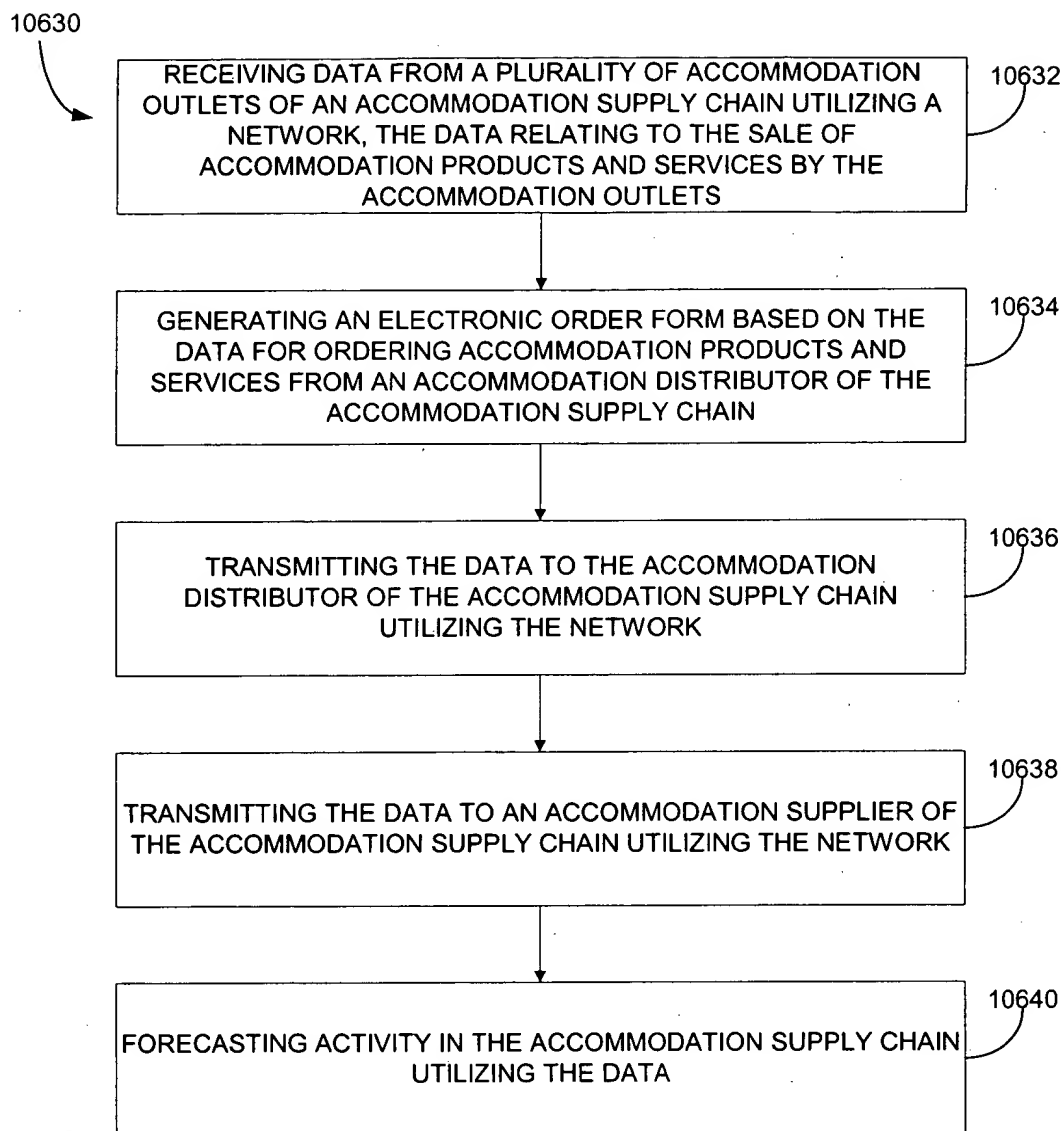 10630
RECEIVING DATA FROM A PLURALITY OF ACCOMMODATION
OUTLETS OF AN ACCOMMODATION SUPPLY CHAIN UTILIZING A
NETWORK, THE DATA RELATING TO THE SALE OF
ACCOMMODATION PRODUCTS AND SERVICES BY THE
ACCOMMODATION OUTLETS
10632
GENERATING AN ELECTRONIC ORDER FORM BASED ON THE
DATA FOR ORDERING ACCOMMODATION PRODUCTS AND
SERVICES FROM AN ACCOMMODATION DISTRIBUTOR OF THE
ACCOMMODATION SUPPLY CHAIN
10634
TRANSMITTING THE DATA TO THE ACCOMMODATION
DISTRIBUTOR OF THE ACCOMMODATION SUPPLY CHAIN
UTILIZING THE NETWORK
10636
TRANSMITTING THE DATA TO AN ACCOMMODATION SUPPLIER OF
THE ACCOMMODATION SUPPLY CHAIN UTILIZING THE NETWORK
10638
FORECASTING ACTIVITY IN THE ACCOMMODATION SUPPLY CHAIN
UTILIZING THE DATA
10640